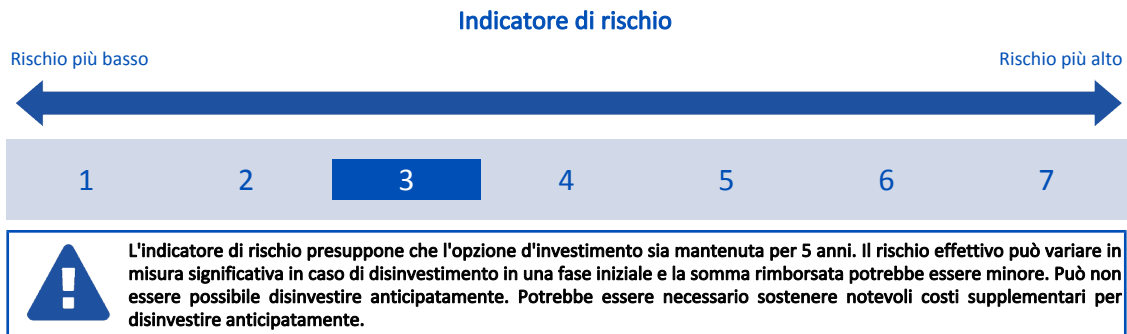 Indicatore di rischio
Rischio più basso
Rischio più alto
1 2 3 4 5 6 7
L'indicatore di rischio presuppone che l'opzione d'investimento sia mantenuta per 5 anni. Il rischio effettivo può variare in
misura significativa in caso di disinvestimento in una fase iniziale e la somma rimborsata potrebbe essere minore. Può non
essere possibile disinvestire anticipatamente. Potrebbe essere necessario sostenere notevoli costi supplementari per
disinvestire anticipatamente.